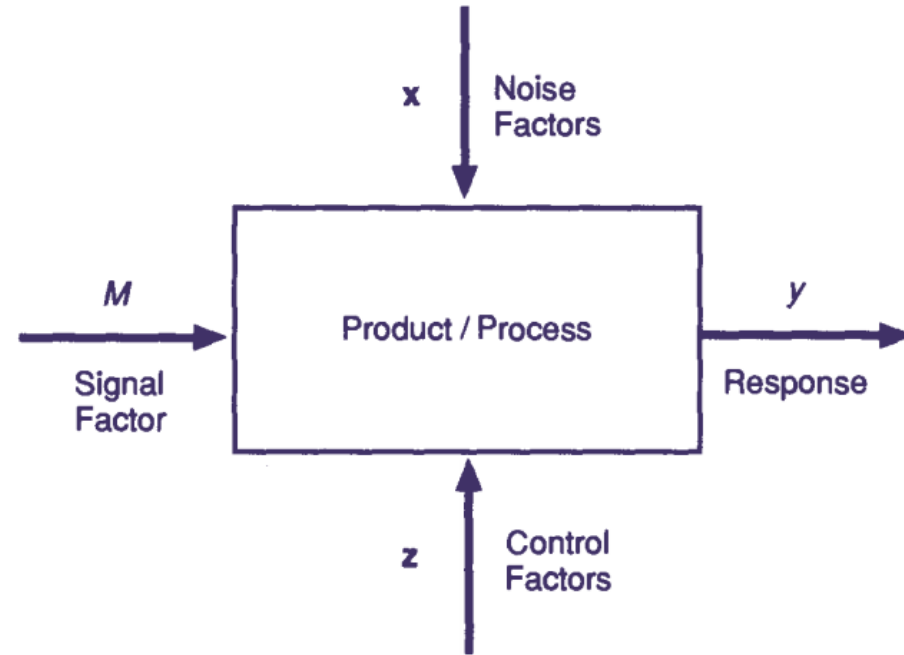 x
Noise
Factors
M
Signal
Factor
Product / Process
y
Response
z
Control
Factors